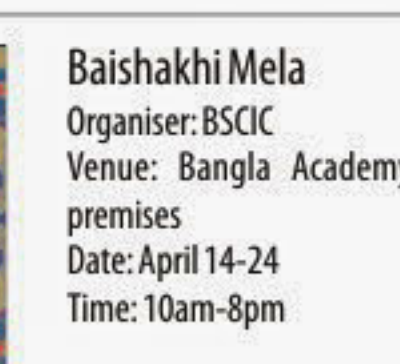 Baishakhi Mela
Organiser: BSCIC
Venue: Bangla Academy
premises
Date: April 14-24
Time: 10am-8pm